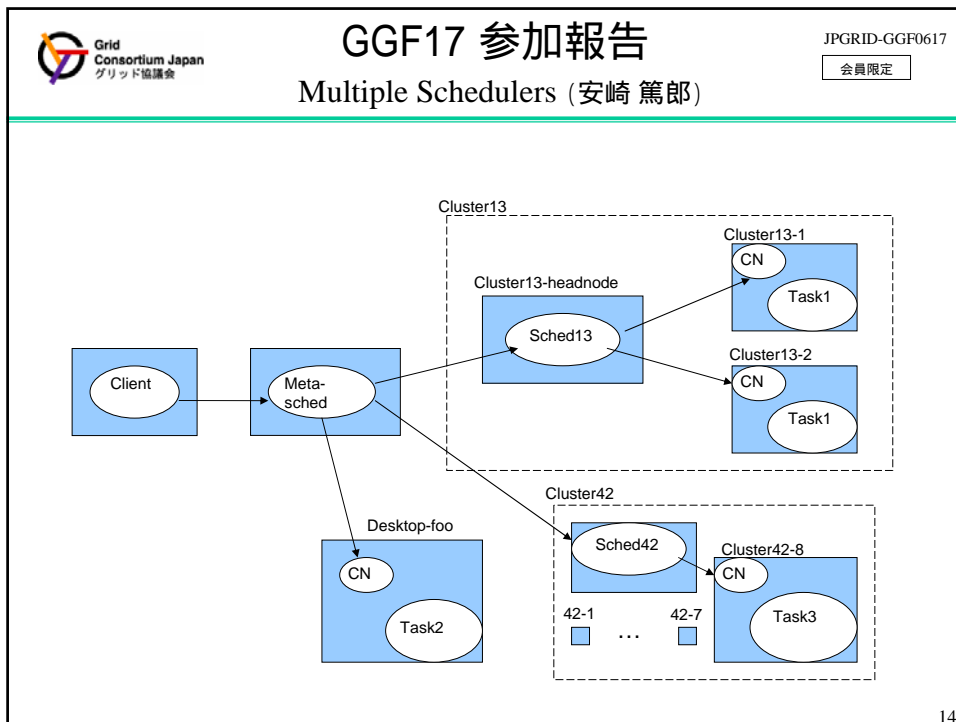 Grid
Consortium Japan
グリッド協議会
GGF17 参加報告
Multiple Schedulers (安崎 篤郎)
JPGRID-GGF0617
会員限定
Cluster13
Cluster13-1
CN
Task1
Cluster13-headnode
Sched13
Cluster13-2
CN
Task1
Client
Meta-
sched
Cluster42
Desktop-foo
CN
Task2
Sched42
Cluster42-8
CN
Task3
42-1
...
42-7
14